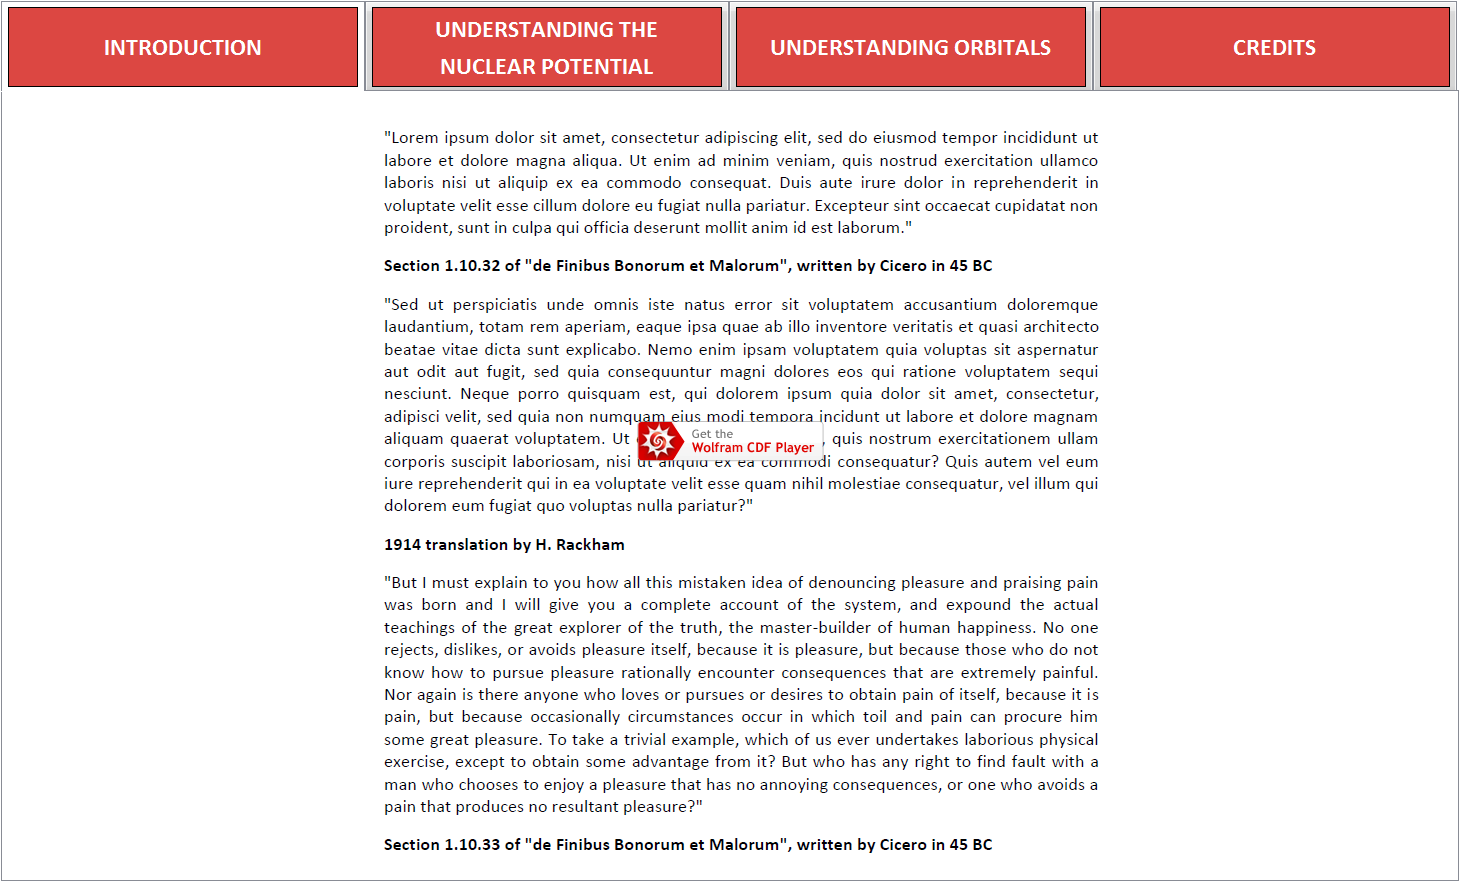 INTRODUCTION
UNDERSTANDING THE
NUCLEAR POTENTIAL
UNDERSTANDING ORBITALS
CREDITS
"Lorem ipsum dolor sit amet, consectetur adipiscing elit, sed do eiusmod tempor incididunt ut
labore et dolore magna aliqua. Ut enim ad minim veniam, quis nostrud exercitation ullamco
laboris nisi ut aliquip ex ea commodo consequat. Duis aute irure dolor in reprehenderit in
voluptate velit esse cillum dolore eu fugiat nulla pariatur. Excepteur sint occaecat cupidatat non
proident, sunt in culpa qui officia deserunt mollit anim id est laborum."
Section 1.10.32 of "de Finibus Bonorum et Malorum", written by Cicero in 45 BC
"Sed ut perspiciatis unde omnis iste natus error sit voluptatem accusantium doloremque
laudantium, totam rem aperiam, eaque ipsa quae ab illo inventore veritatis et quasi architecto
beatae vitae dicta sunt explicabo. Nemo enim ipsam voluptatem quia voluptas sit aspernatur
aut odit aut fugit, sed quia consequuntur magni dolores eos qui ratione voluptatem sequi
nesciunt. Neque porro quisquam est, qui dolorem ipsum quia dolor sit amet, consectetur,
adipisci velit, sed quia non numquam eius modi tempora incidunt ut labore et dolore magnam
aliquam quaerat voluptatem. Ut , quis nostrum exercitationem ullam
Get the
Wolfram CDF Player
corporis suscipit laboriosam, nisi ut aliquid ex ea commodi consequatur? Quis autem vel eum
iure reprehenderit qui in ea voluptate velit esse quam nihil molestiae consequatur, vel illum qui
dolorem eum fugiat quo voluptas nulla pariatur?"
1914 translation by H. Rackham
"But I must explain to you how all this mistaken idea of denouncing pleasure and praising pain
was born and I will give you a complete account of the system, and expound the actual
teachings of the great explorer of the truth, the master-builder of human happiness. No one
rejects, dislikes, or avoids pleasure itself, because it is pleasure, but because those who do not
know how to pursue pleasure rationally encounter consequences that are extremely painful.
Nor again is there anyone who loves or pursues or desires to obtain pain of itself, because it is
pain, but because occasionally circumstances occur in which toil and pain can procure him
some great pleasure. To take a trivial example, which of us ever undertakes laborious physical
exercise, except to obtain some advantage from it? But who has any right to find fault with a
man who chooses to enjoy a pleasure that has no annoying consequences, or one who avoids a
pain that produces no resultant pleasure?"
Section 1.10.33 of "de Finibus Bonorum et Malorum", written by Cicero in 45 BC